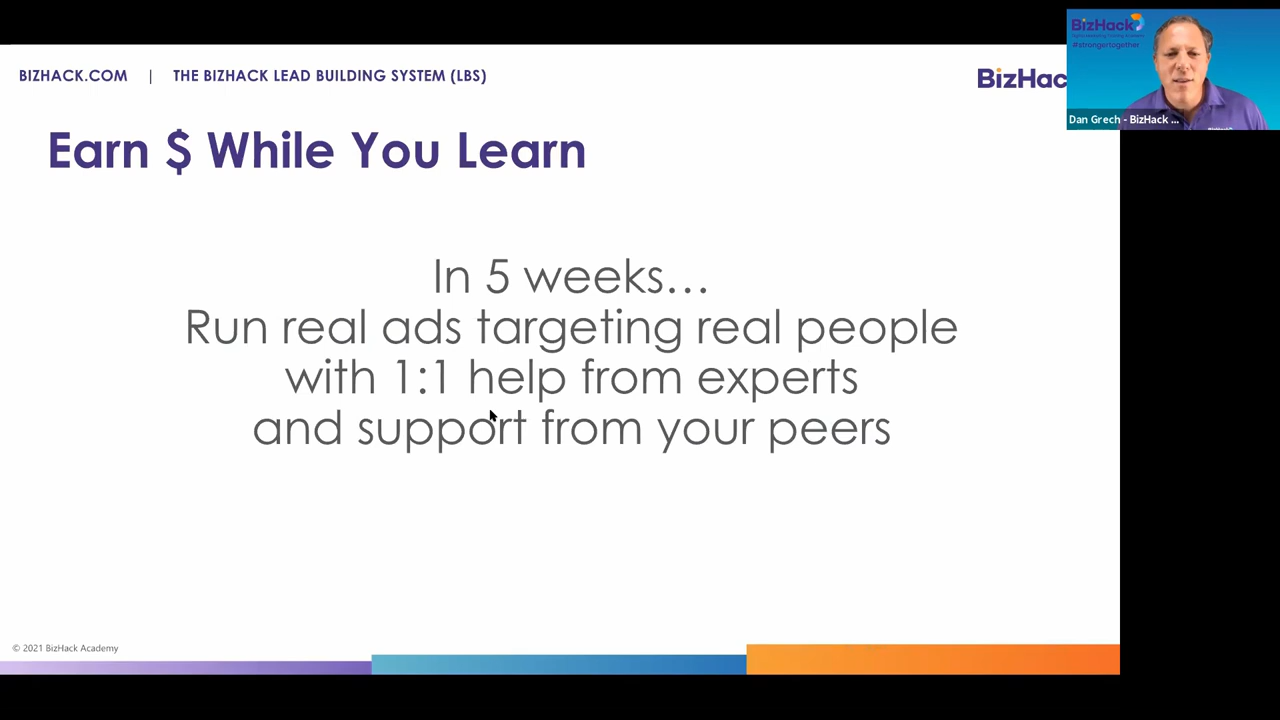 BIZHACK.COM | THE BIZHACK LEAD BUILDING SYSTEM (LBS)
BizHac
BizHack
#strongertogether
Dan Grech - BizHack ...
Earn $ While You Learn
In 5 weeks…
Run real ads targeting real people
with 1:1 help from experts
and support from your peers
© 2021 BizHack Academy